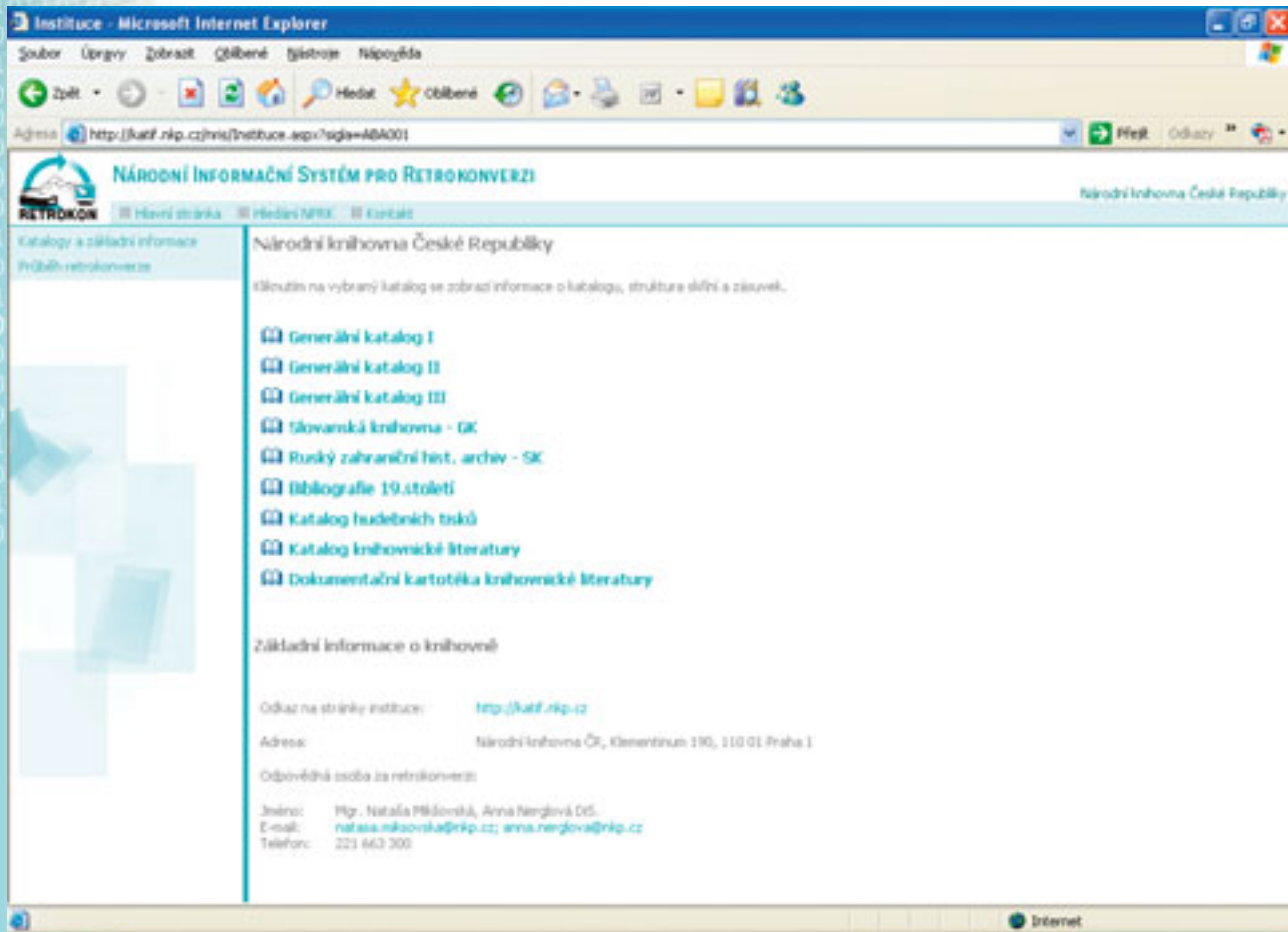 Instituce - Microsoft Internet Explorer
Soubor Úpravy Zobrazit Oblíbené Nástroje Nápověda
Zpět Hledat Oblíbené
Adresa http://katif.nkp.cz/nris/Instituce.aspx?sigla=ABA001 Přejít Odkazy »
NÁRODNÍ INFORMAČNÍ SYSTÉM PRO RETROKONVERZI
Národní knihovna České Republiky
RETROKON Hlavní stránka Hledání NPRK Kontakt
Katalogy a základní informace
Průběh retrokonverze
Národní knihovna České Republiky
Kliknutím na vybraný katalog se zobrazí informace o katalogu, struktura skříní a zásuvek.
Generální katalog I
Generální katalog II
Generální katalog III
Slovanská knihovna - GK
Ruský zahraniční hist. archiv - SK
Bibliografie 19.století
Katalog hudebních tisků
Katalog knihovnické literatury
Dokumentační kartotéka knihovnické literatury
Základní informace o knihovně
Odkaz na stránky instituce: http://katif.nkp.cz
Adresa: Národní knihovna ČR, Klementinum 190, 110 01 Praha 1
Odpovědná osoba za retrokonverzi:
Jméno: Mgr. Nataša Mikšovská, Anna Nerglová DiS.
E-mail: natasa.miksovska@nkp.cz; anna.nerglova@nkp.cz
Telefon: 221 663 300
Internet